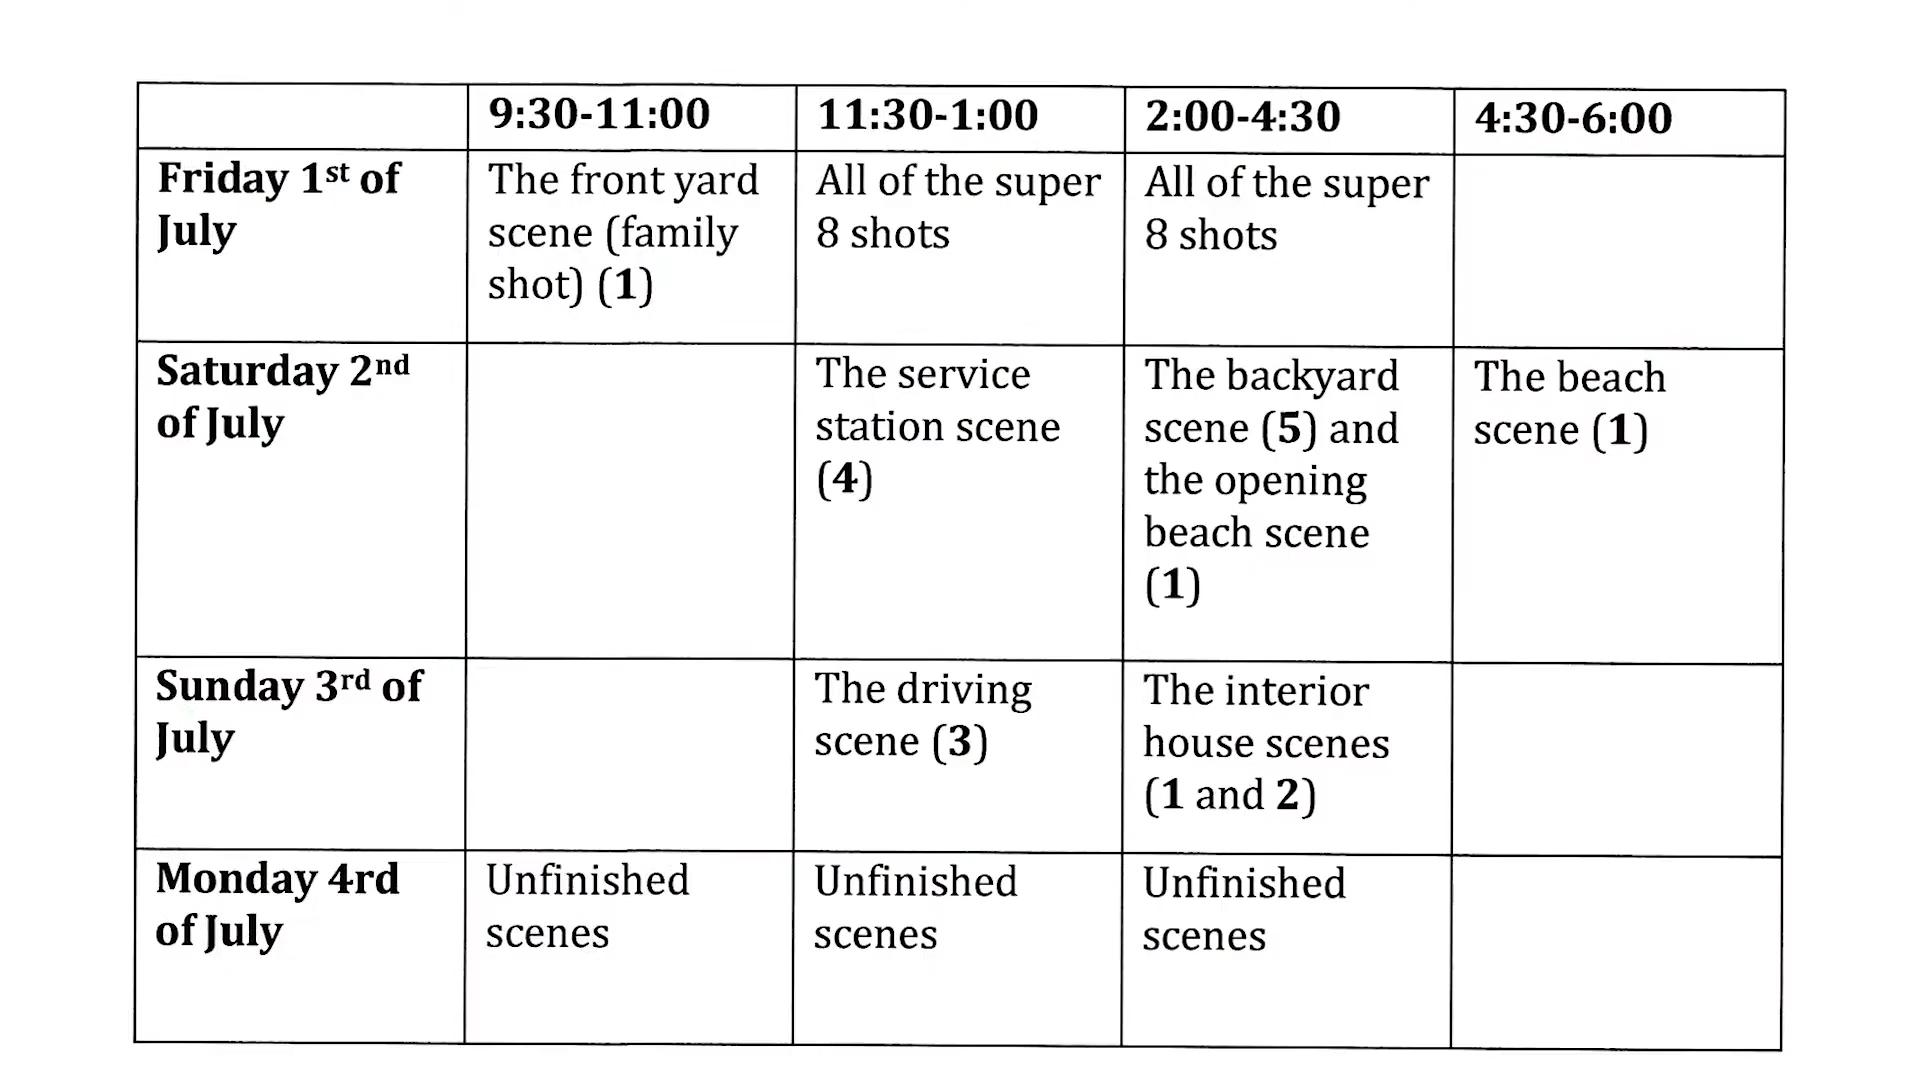 9:30-11:00 11:30-1:00 2:00-4:30 4:30-6:00
Friday 1st of The front yard All of the super All of the super
July scene (family 8 shots 8 shots
shot) (1)
Saturday 2nd The service The backyard The beach
of July station scene scene (5) and scene (1)
(4) the opening
beach scene
(1)
Sunday 3rd of The driving The interior
July scene (3) house scenes
(1 and 2)
Monday 4rd Unfinished Unfinished Unfinished
of July scenes scenes scenes